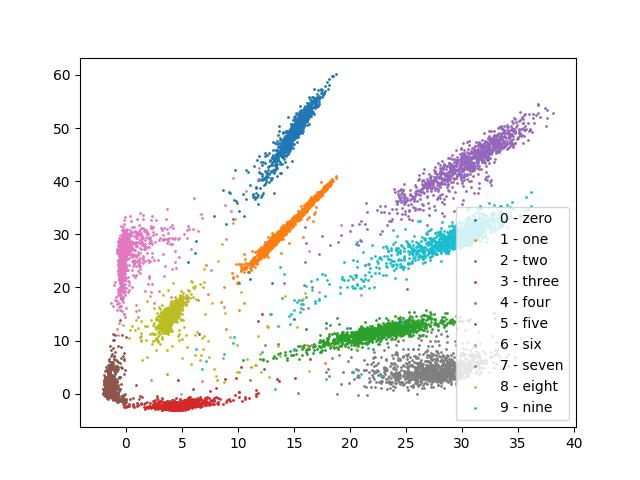 60
50
40
30
20
10
0
0 - zero
1 - one
2 - two
3 - three
4 - four
5 - five
6 - six
7 - seven
8 - eight
9 - nine
0 5 10 15 20 25 30 35 40